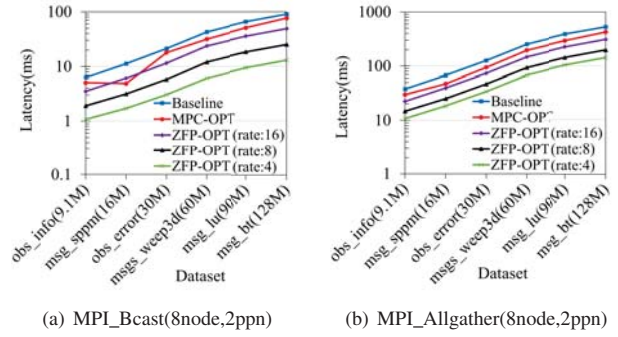 100
10
1
0.1
Latency(ms)
Baseline
MPC-OPT
ZFP-OPT(rate:16)
ZFP-OPT(rate:8)
ZFP-OPT(rate:4)
obs_info(9.1M)
msg_sppm(16M)
obs_error(30M)
msgs_weep3d(60M)
msg_lu(99M)
msg_bt(128M)
Dataset
(a) MPI_Bcast(8node,2ppn)
1000
100
10
1
Latency(ms)
Baseline
MPC-OPT
ZFP-OPT(rate:16)
ZFP-OPT(rate:8)
ZFP-OPT(rate:4)
obs_info(9.1M)
msg_sppm(16M)
obs_error(30M)
msgs_weep3d(60M)
msg_lu(99M)
msg_bt(128M)
Dataset
(b) MPI_Allgather(8node,2ppn)